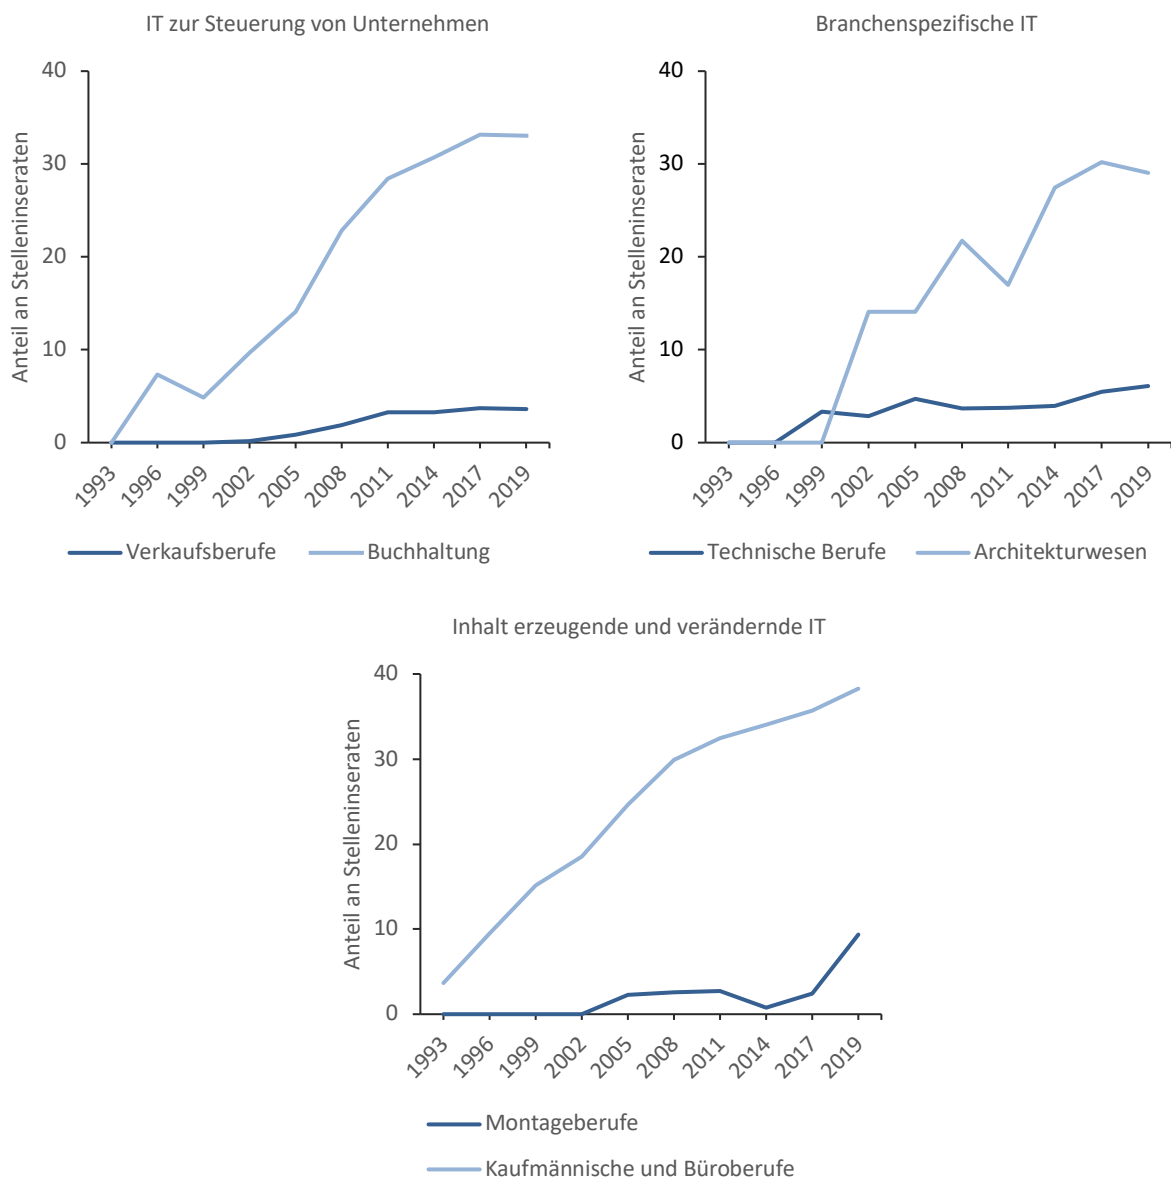 IT zur Steuerung von Unternehmen
Anteil an Stelleninseraten
40
30
20
10
0
1993 1996 1999 2002 2005 2008 2011 2014 2017 2019
Verkaufsberufe Buchhaltung
Branchenspezifische IT
Anteil an Stelleninseraten
40
30
20
10
0
1993 1996 1999 2002 2005 2008 2011 2014 2017 2019
Technische Berufe Architekturwesen
Inhalt erzeugende und verändernde IT
Anteil an Stelleninseraten
40
30
20
10
0
1993 1996 1999 2002 2005 2008 2011 2014 2017 2019
Montageberufe
Kaufmännische und Büroberufe